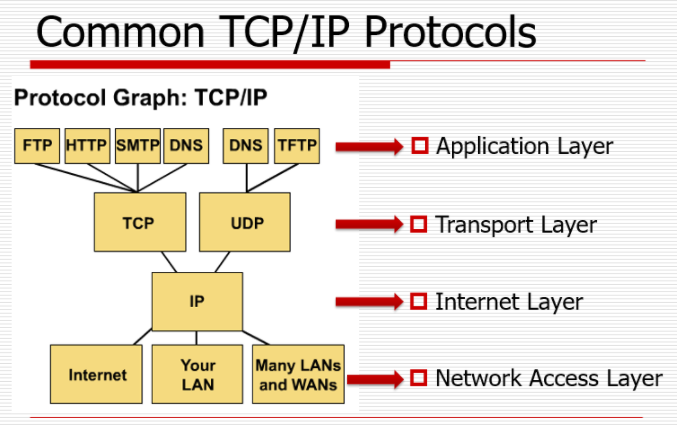 Common TCP/IP Protocols
Protocol Graph: TCP/IP
FTP HTTP SMTP DNS DNS TFTP
Application Layer
TCP UDP
Transport Layer
IP
Internet Layer
Internet
Your
LAN
Many LANs
and WANs
Network Access Layer